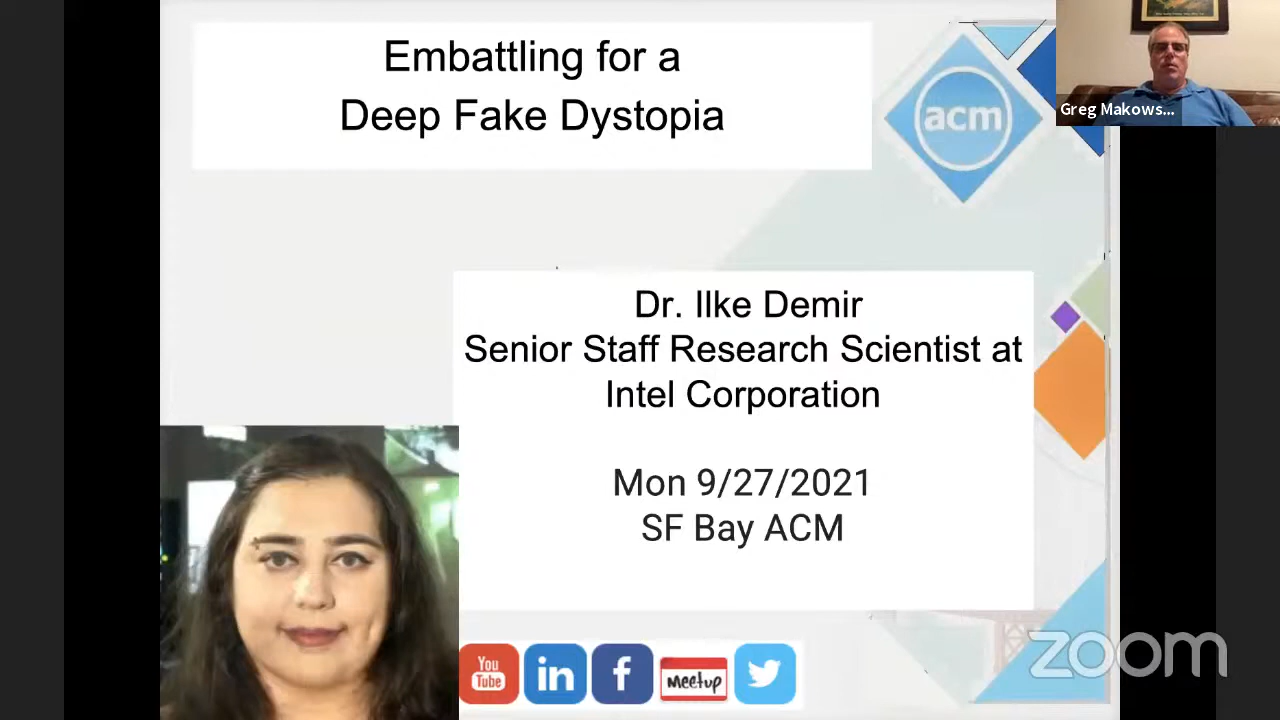 Embattling for a
Deep Fake Dystopia
acm
Greg Makows...
Dr. Ilke Demir
Senior Staff Research Scientist at
Intel Corporation
Mon 9/27/2021
SF Bay ACM
You
Tube
in
f
Meetup
zoom